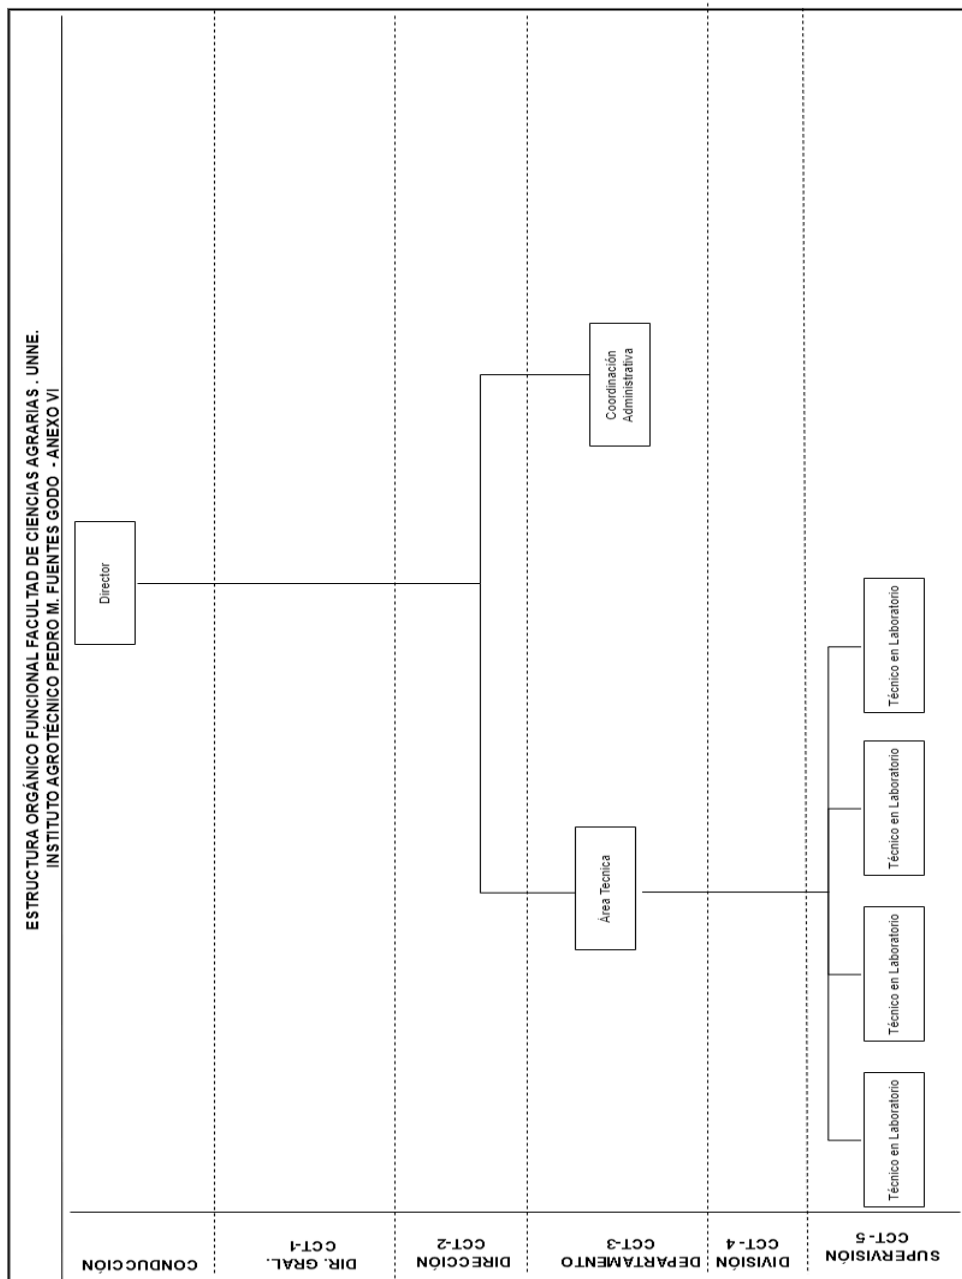 ESTRUCTURA ORGÁNICO FUNCIONAL FACULTAD DE CIENCIAS AGRARIAS . UNNE.
INSTITUTO AGROTÉCNICO PEDRO M. FUENTES GODO - ANEXO VI
CONDUCCIÓN
Director
DIR. GRAL.
CCT-1
DIRECCIÓN
CCT-2
DEPARTAMENTO
CCT-3
Área Tecnica
Coordinación
Administrativa
DIVISIÓN
CCT- 4
SUPERVISIÓN
CCT- 5
Técnico en Laboratorio
Técnico en Laboratorio
Técnico en Laboratorio
Técnico en Laboratorio